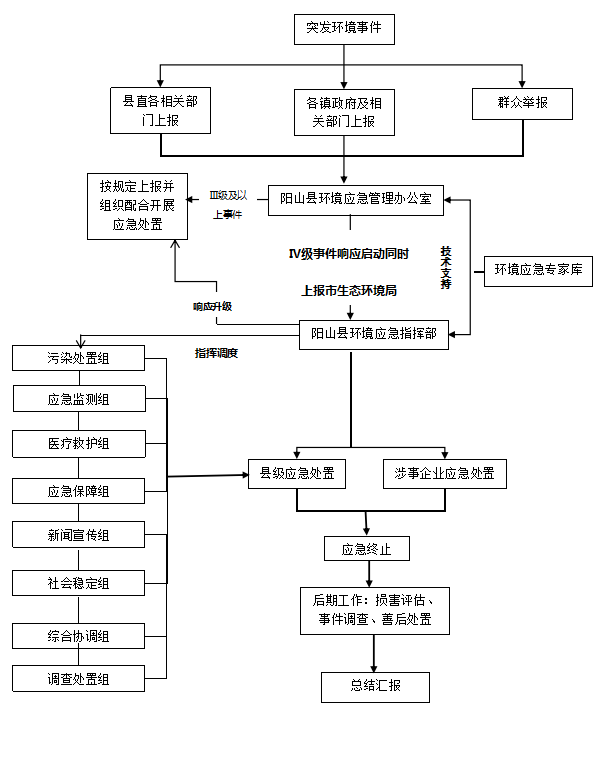 突发环境事件
县直各相关部
门上报
各镇政府及相
关部门上报
群众举报
按规定上报并
组织配合开展
应急处置
III级及以
上事件
阳山县环境应急管理办公室
IV级事件响应启动同时
上报市生态环境局
技术支持
环境应急专家库
响应升级
阳山县环境应急指挥部
指挥调度
污染处置组
应急监测组
医疗救护组
应急保障组
新闻宣传组
社会稳定组
综合协调组
调查处置组
县级应急处置
涉事企业应急处置
应急终止
后期工作：损害评估、
事件调查、善后处置
总结汇报